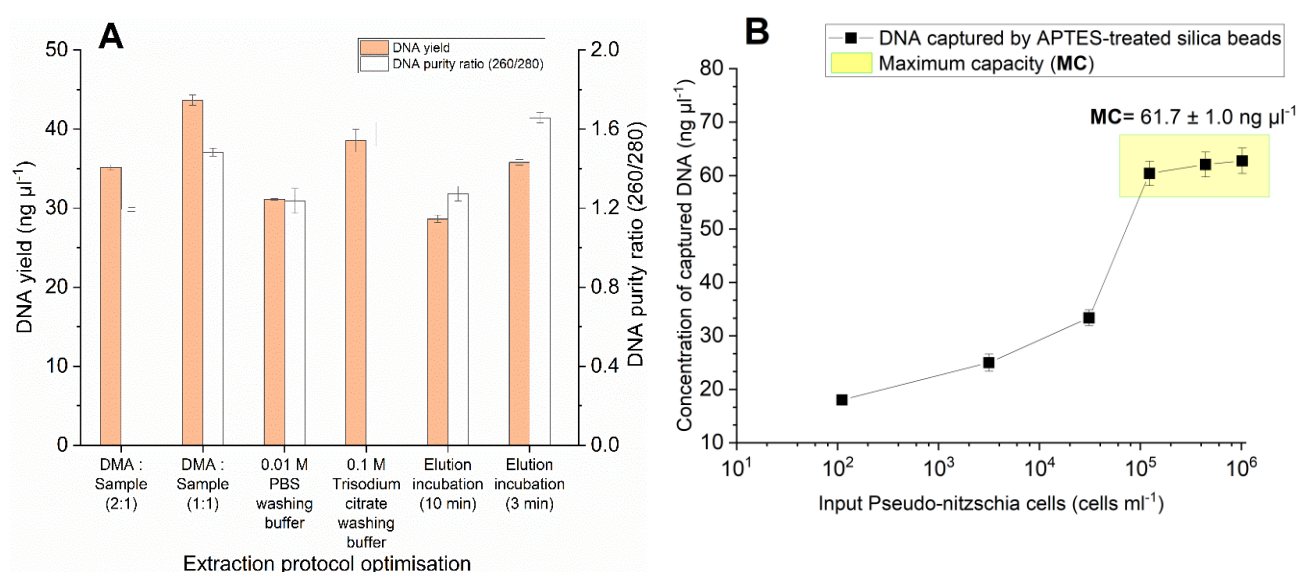 A
DNA yield
DNA purity ratio (260/280)
50
40
30
20
10
0
DNA yield (ng µl-1)
2.0
1.6
1.2
0.8
0.4
0.0
DNA purity ratio (260/280)
DMA :
Sample
(2:1)
DMA :
Sample
(1:1)
0.01 M
PBS
washing
buffer
0.1 M
Trisodium
citrate
washing
buffer
Elution
incubation
(10 min)
Elution
incubation
(3 min)
Extraction protocol optimisation
B
DNA captured by APTES-treated silica beads
Maximum capacity (MC)
MC= 61.7 ± 1.0 ng µl-1
80
70
60
50
40
30
20
10
Concentration of captured DNA (ng µl-1)
10^1
10^2
10^3
10^4
10^5
10^6
Input Pseudo-nitzschia cells (cells ml-1)